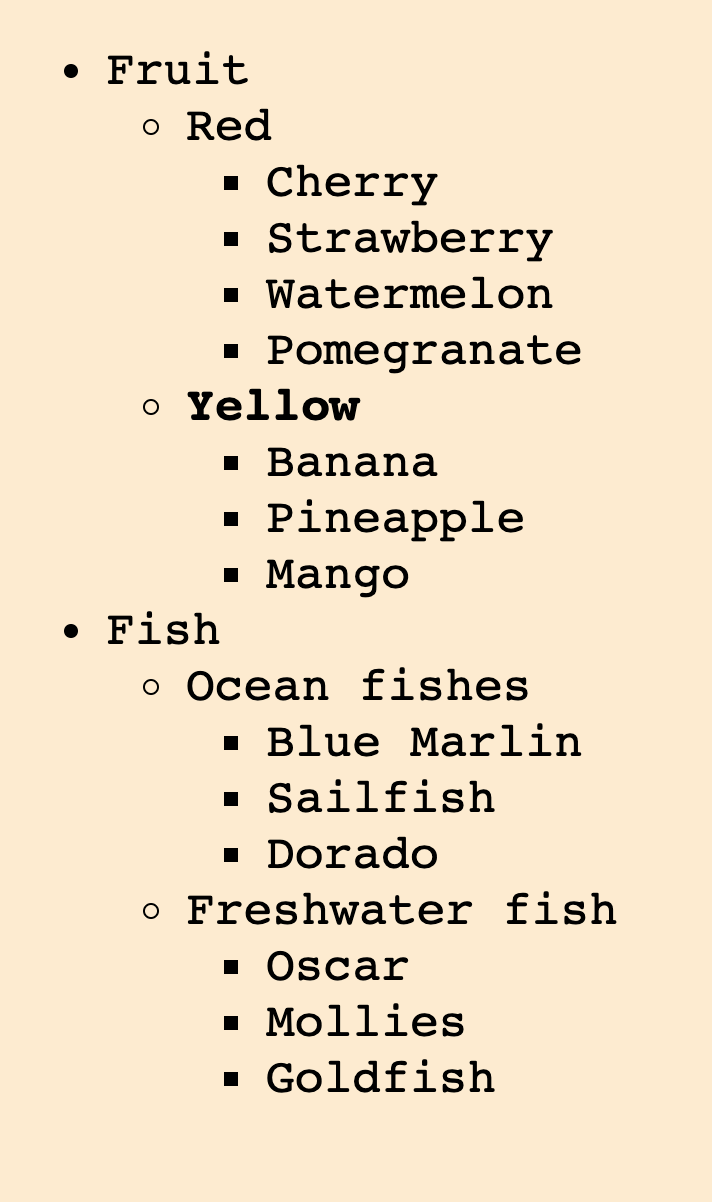 • Fruit
○ Red
■ Cherry
■ Strawberry
■ Watermelon
■ Pomegranate
○ Yellow
■ Banana
■ Pineapple
■ Mango
• Fish
○ Ocean fishes
■ Blue Marlin
■ Sailfish
■ Dorado
○ Freshwater fish
■ Oscar
■ Mollies
■ Goldfish